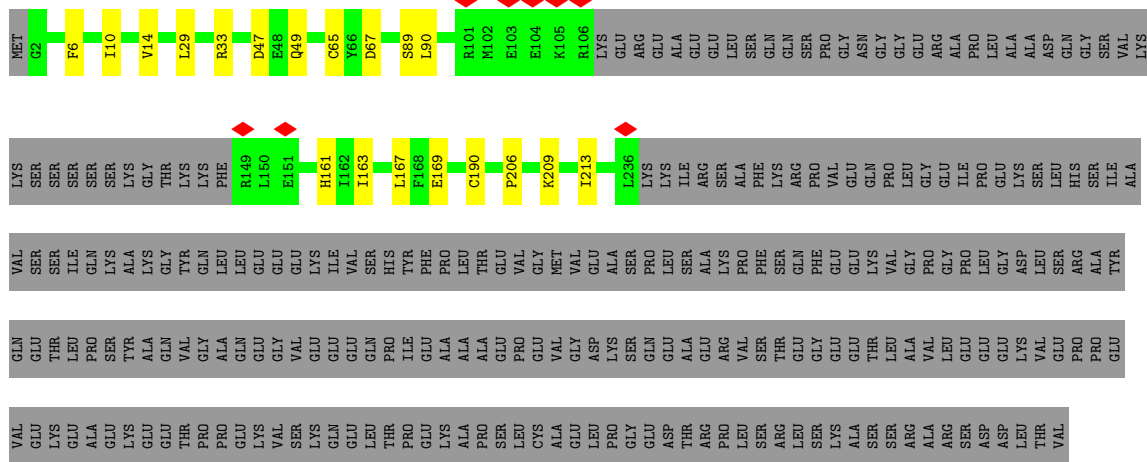 MET G2 F6 I10 V14 L29 R33 D47 E48 Q49 C65 Y66 D67 S89 L90 R101 M102 E103 E104 K105 R106 LYS GLU ARG GLU ALA GLU GLU LEU SER GLN GLN SER PRO GLY ASN GLY GLY GLU ARG ALA PRO LEU ALA ALA ASP GLN GLY SER VAL LYS
LYS SER SER SER SER SER LYS GLY THR LYS LYS PHE R149 L150 E151 H161 I162 I163 L167 F168 E169 C190 P206 K209 I213 L236 LYS LYS ILE ARG SER ALA PHE LYS ARG PRO VAL GLU GLN PRO LEU GLY GLU ILE PRO GLU LYS SER LEU HIS SER ILE ALA
VAL SER SER ILE GLN LYS ALA LYS GLY TYR GLN LEU LEU GLU GLU GLU LYS ILE VAL SER HIS TYR PHE PRO LEU THR GLU VAL GLY MET VAL GLU ALA SER PRO LEU SER ALA LYS PRO PHE SER GLN PHE GLU GLU LYS VAL GLY PRO GLY PRO LEU GLY ASP LEU SER ARG ALA TYR
GLN GLU THR LEU PRO SER TYR ALA GLN VAL GLY ALA GLN GLU GLY VAL GLU GLU GLU GLN PRO ILE GLU ALA ALA ALA GLU PRO GLU VAL GLY ASP LYS SER GLN GLU ALA GLU ARG VAL SER THR GLU GLY GLU GLU THR LEU ALA VAL LEU GLU GLU GLU LYS VAL GLU PRO PRO GLU
VAL GLU LYS GLU ALA GLU LYS GLU GLU THR PRO PRO GLU LYS VAL SER LYS GLN GLU LEU THR PRO GLU LYS ALA PRO SER LEU CYS ALA GLU LEU PRO GLY GLU ASP THR ARG PRO LEU SER ARG LEU SER LYS ALA SER SER ARG ALA ARG SER ASP ASP LEU THR VAL